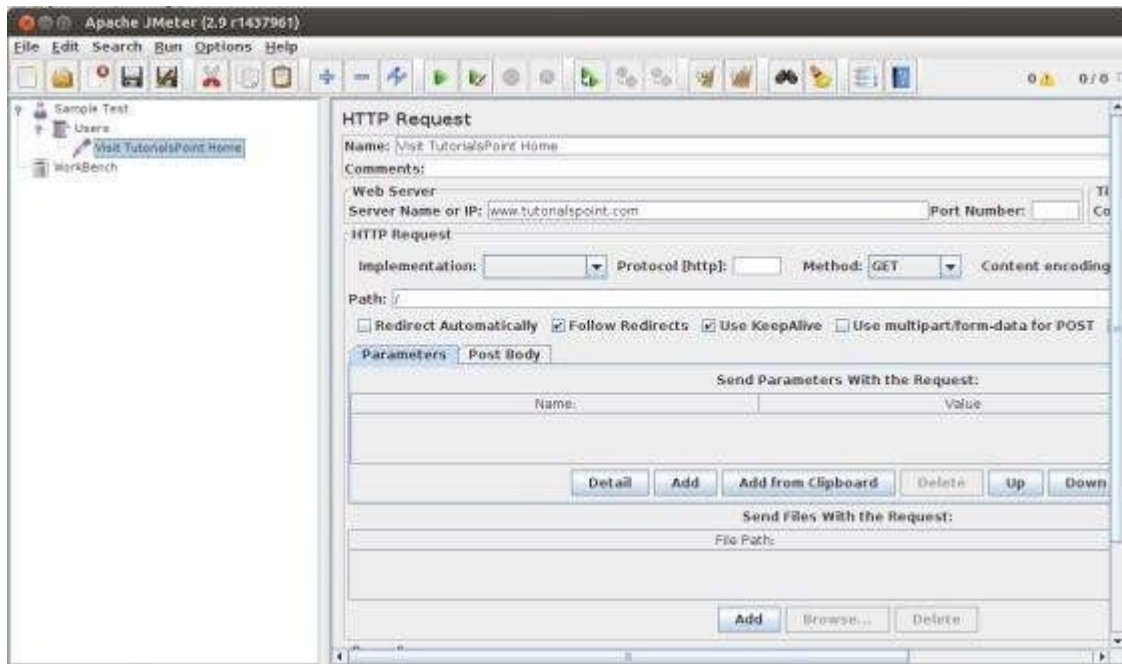 Apache JMeter (2.9 r1437961)
File Edit Search Run Options Help
0 0/0
Sample Test
Users
Visit TutorialsPoint Home
WorkBench
HTTP Request
Name: Visit TutorialsPoint Home
Comments:
Web Server
Server Name or IP: www.tutorialspoint.com Port Number:
HTTP Request
Implementation: Protocol [http]: Method: GET Content encoding
Path: /
Redirect Automatically Follow Redirects Use KeepAlive Use multipart/form-data for POST
Parameters Post Body
Send Parameters With the Request:
Name: Value
Detail Add Add from Clipboard Delete Up Down
Send Files With the Request:
File Path:
Add Browse... Delete